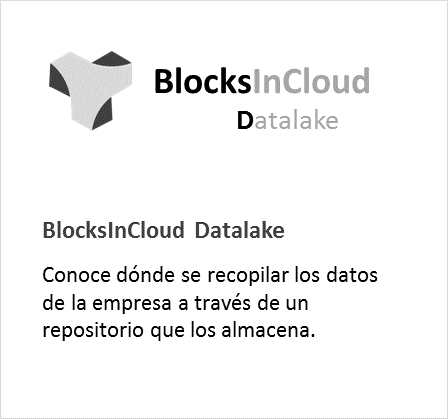 BlocksInCloud
Datalake
BlocksInCloud Datalake
Conoce dónde se recopilar los datos
de la empresa a través de un
repositorio que los almacena.